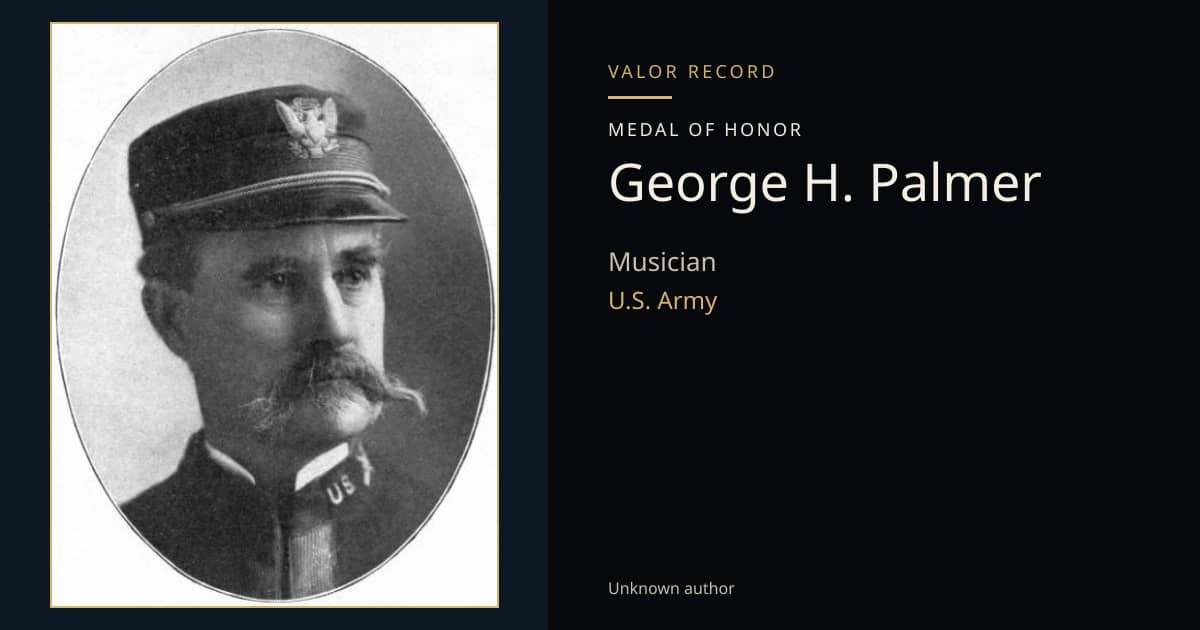 VALOR RECORD
MEDAL OF HONOR
George H. Palmer
Musician
U.S. Army
US
Unknown author